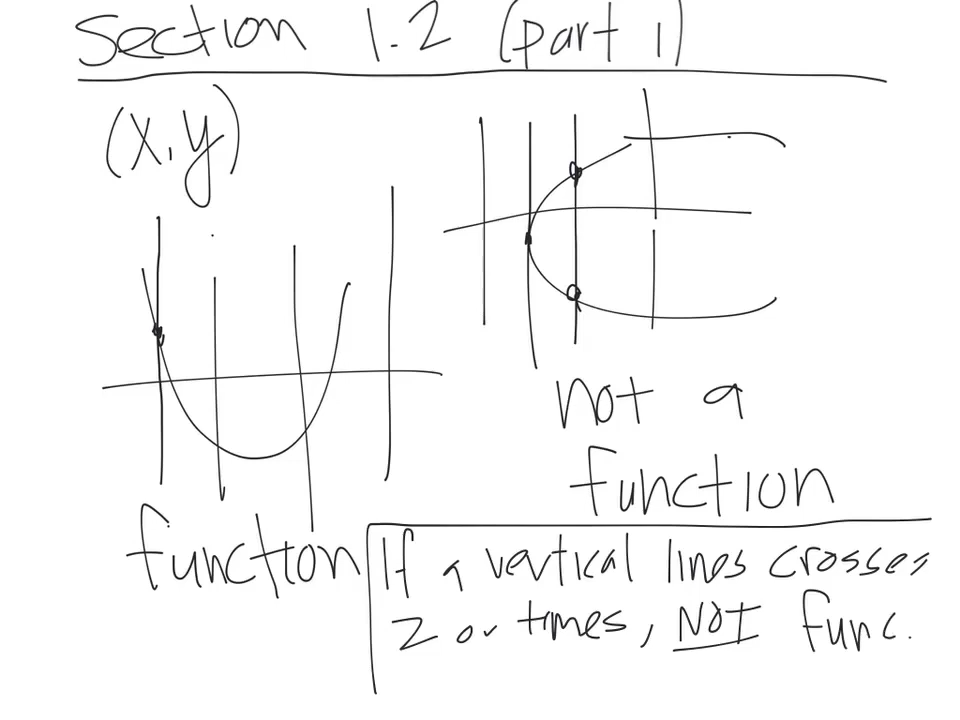 Section 1.2 (part 1)
(x,y)
not a
function
function
If a vertical lines crosses
2 or times, NOT func.